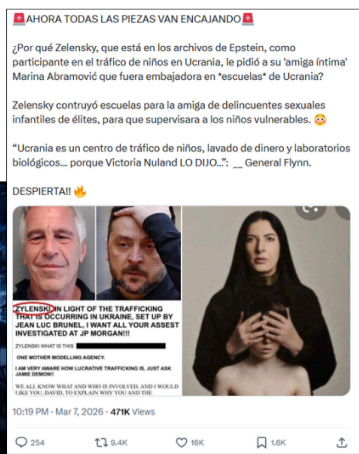 🚨AHORA TODAS LAS PIEZAS VAN ENCAJANDO🚨
¿Por qué Zelensky, que está en los archivos de Epstein, como
participante en el tráfico de niños en Ucrania, le pidió a su 'amiga íntima'
Marina Abramović que fuera embajadora en *escuelas* de Ucrania?
Zelensky contruyó escuelas para la amiga de delincuentes sexuales
infantiles de élites, para que supervisara a los niños vulnerables. 😳
“Ucrania es un centro de tráfico de niños, lavado de dinero y laboratorios
biológicos... porque Victoria Nuland LO DIJO...”: __ General Flynn.
DESPIERTA!! 🔥
ZYLENSKI IN LIGHT OF THE TRAFFICKING
THAT IS OCCURRING IN UKRAINE, SET UP BY
JEAN LUC BRUNEL, I WANT ALL YOUR ASSEST
INVESTIGATED AT JP MORGAN!!!
ZYLENSKI WHAT IS THIS
ONE MOTHER MODELLING AGENCY.
I AM VERY AWARE HOW LUCRATIVE TRAFFICKING IS, JUST ASK
JAMIE DEMON!!
WE ALL KNOW WHAT AND WHO IS INVOLVED, AND I WOULD
LIKE YOU, DAVID, TO EXPLAIN WHY YOU AND THE
10:19 PM · Mar 7, 2026 · 471K Views
254
9.4K
16K
1.6K